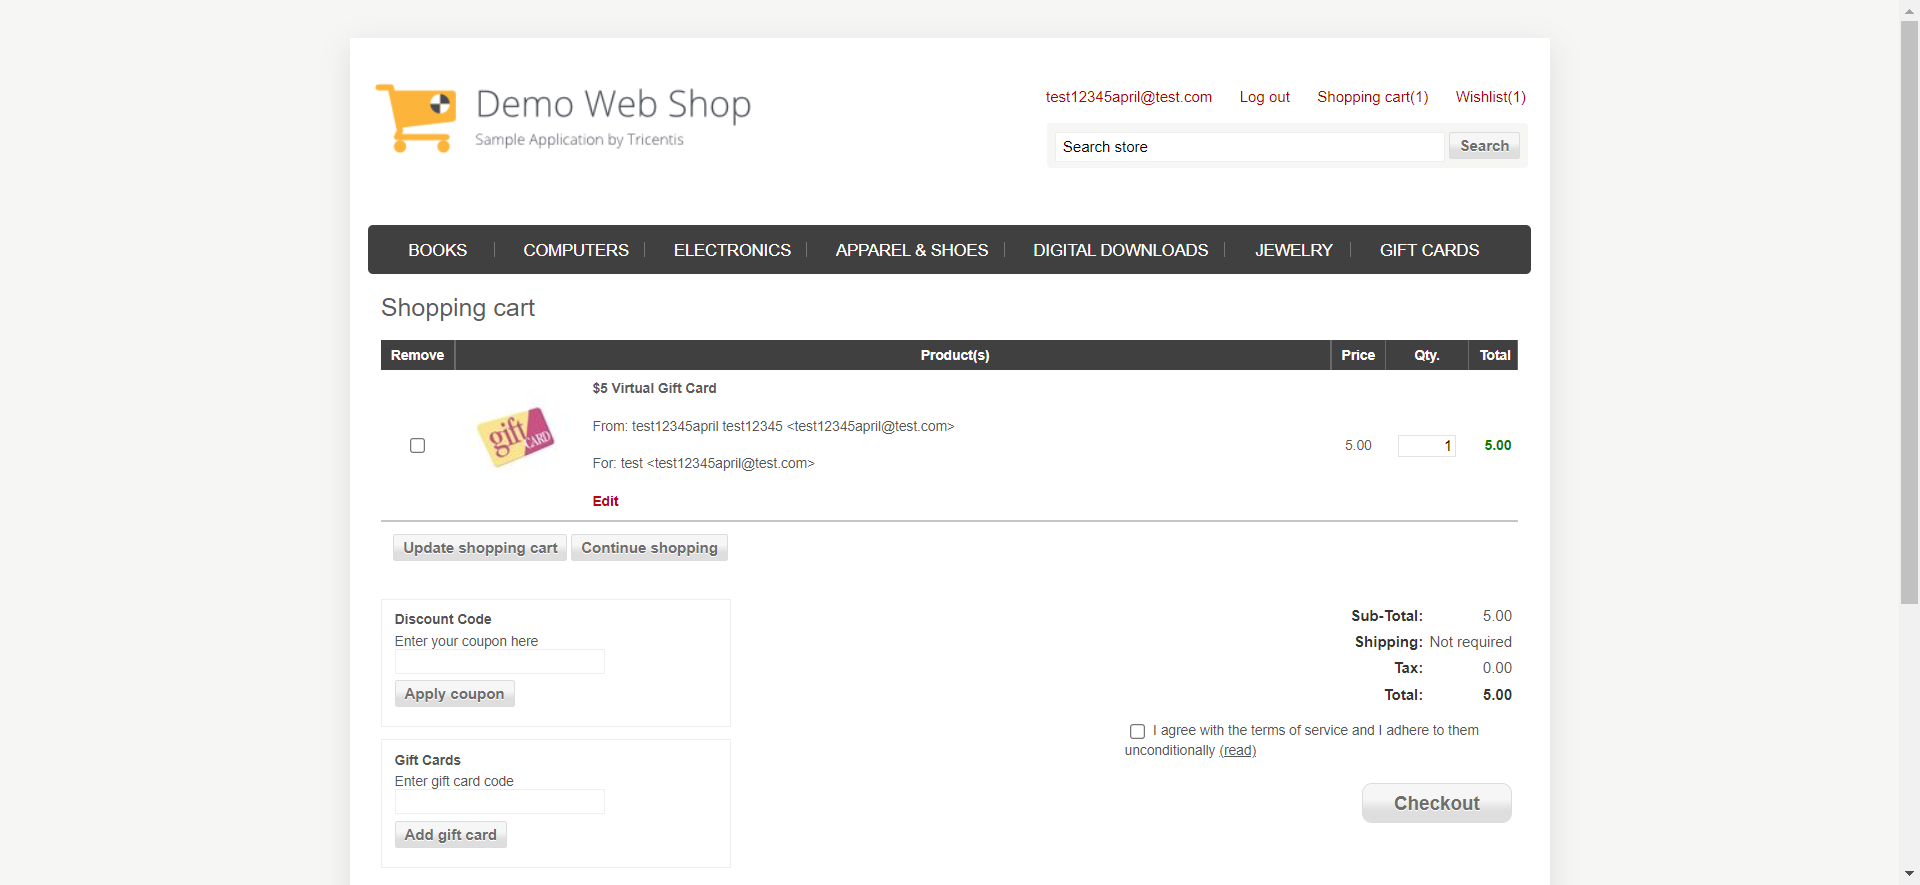 Demo Web Shop
Sample Application by Tricentis
test12345april@test.com Log out Shopping cart(1) Wishlist(1)
Search store Search
BOOKS COMPUTERS ELECTRONICS APPAREL & SHOES DIGITAL DOWNLOADS JEWELRY GIFT CARDS
Shopping cart
Remove Product(s) Price Qty. Total
$5 Virtual Gift Card
gift CARD
From: test12345april test12345 <test12345april@test.com>
5.00 1 5.00
For: test <test12345april@test.com>
Edit
Update shopping cart Continue shopping
Discount Code
Enter your coupon here
Apply coupon
Gift Cards
Enter gift card code
Add gift card
Sub-Total: 5.00
Shipping: Not required
Tax: 0.00
Total: 5.00
I agree with the terms of service and I adhere to them
unconditionally (read)
Checkout